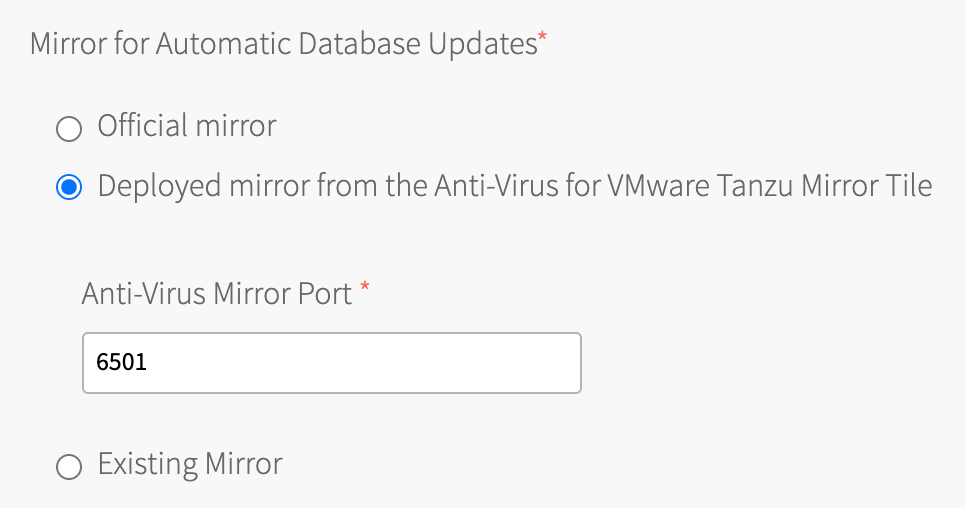 Mirror for Automatic Database Updates*
Official mirror
Deployed mirror from the Anti-Virus for VMware Tanzu Mirror Tile
Anti-Virus Mirror Port *
6501
Existing Mirror